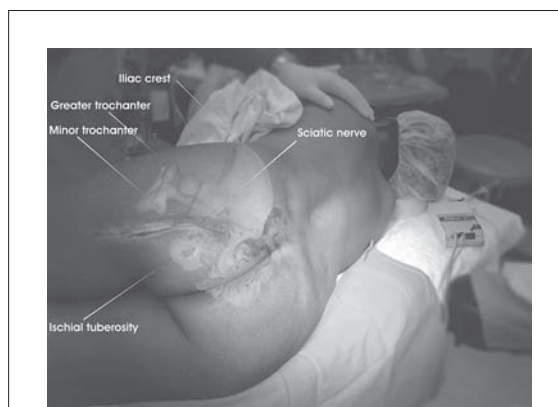 Iliac crest
Greater trochanter
Minor trochanter
Sciatic nerve
Ischial tuberosity